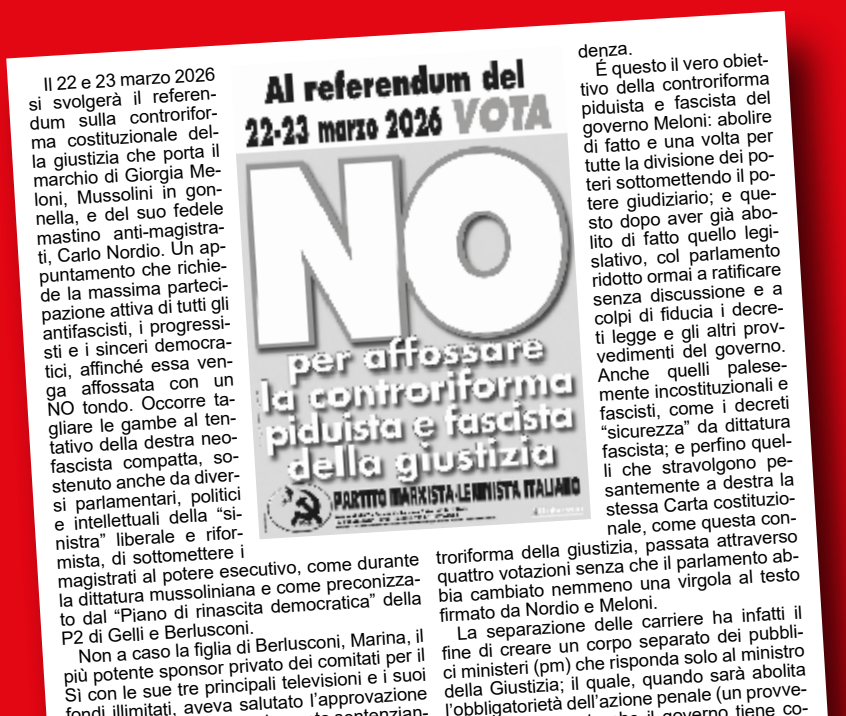 Il 22 e 23 marzo 2026
si svolgerà il referen-
dum sulla controrifor-
ma costituzionale del-
la giustizia che porta il
marchio di Giorgia Me-
loni, Mussolini in gon-
nella, e del suo fedele
mastino anti-magistra-
ti, Carlo Nordio. Un ap-
puntamento che richie-
de la massima parteci-
pazione attiva di tutti gli
antifascisti, i progressi-
sti e i sinceri democra-
tici, affinché essa ven-
ga affossata con un
NO tondo. Occorre ta-
gliare le gambe al ten-
tativo della destra neo-
fascista compatta, so-
stenuto anche da diver-
si parlamentari, politici
e intellettuali della “si-
nistra” liberale e rifor-
mista, di sottomettere i
magistrati al potere esecutivo, come durante
la dittatura mussoliniana e come preconizza-
to dal “Piano di rinascita democratica” della
P2 di Gelli e Berlusconi.
Non a caso la figlia di Berlusconi, Marina, il
più potente sponsor privato dei comitati per il
Sì con le sue tre principali televisioni e i suoi
fondi illimitati, aveva salutato l’approvazione
Al referendum del
22-23 marzo 2026 VOTA
NO
per affossare
la controriforma
piduista e fascista
della giustizia
PARTITO MARXISTA-LENINISTA ITALIANO
denza.
É questo il vero obiet-
tivo della controriforma
piduista e fascista del
governo Meloni: abolire
di fatto e una volta per
tutte la divisione dei po-
teri sottomettendo il po-
tere giudiziario; e que-
sto dopo aver già abo-
lito di fatto quello legi-
slativo, col parlamento
ridotto ormai a ratificare
senza discussione e a
colpi di fiducia i decre-
ti legge e gli altri prov-
vedimenti del governo.
Anche quelli palese-
mente incostituzionali e
fascisti, come i decreti
“sicurezza” da dittatura
fascista; e perfino quel-
li che stravolgono pe-
santemente a destra la
stessa Carta costituzio-
nale, come questa con-
troriforma della giustizia, passata attraverso
quattro votazioni senza che il parlamento ab-
bia cambiato nemmeno una virgola al testo
firmato da Nordio e Meloni.
La separazione delle carriere ha infatti il
fine di creare un corpo separato dei pubbli-
ci ministeri (pm) che risponda solo al ministro
della Giustizia; il quale, quando sarà abolita
l’obbligatorietà dell’azione penale (un provve-
che il governo tiene co-